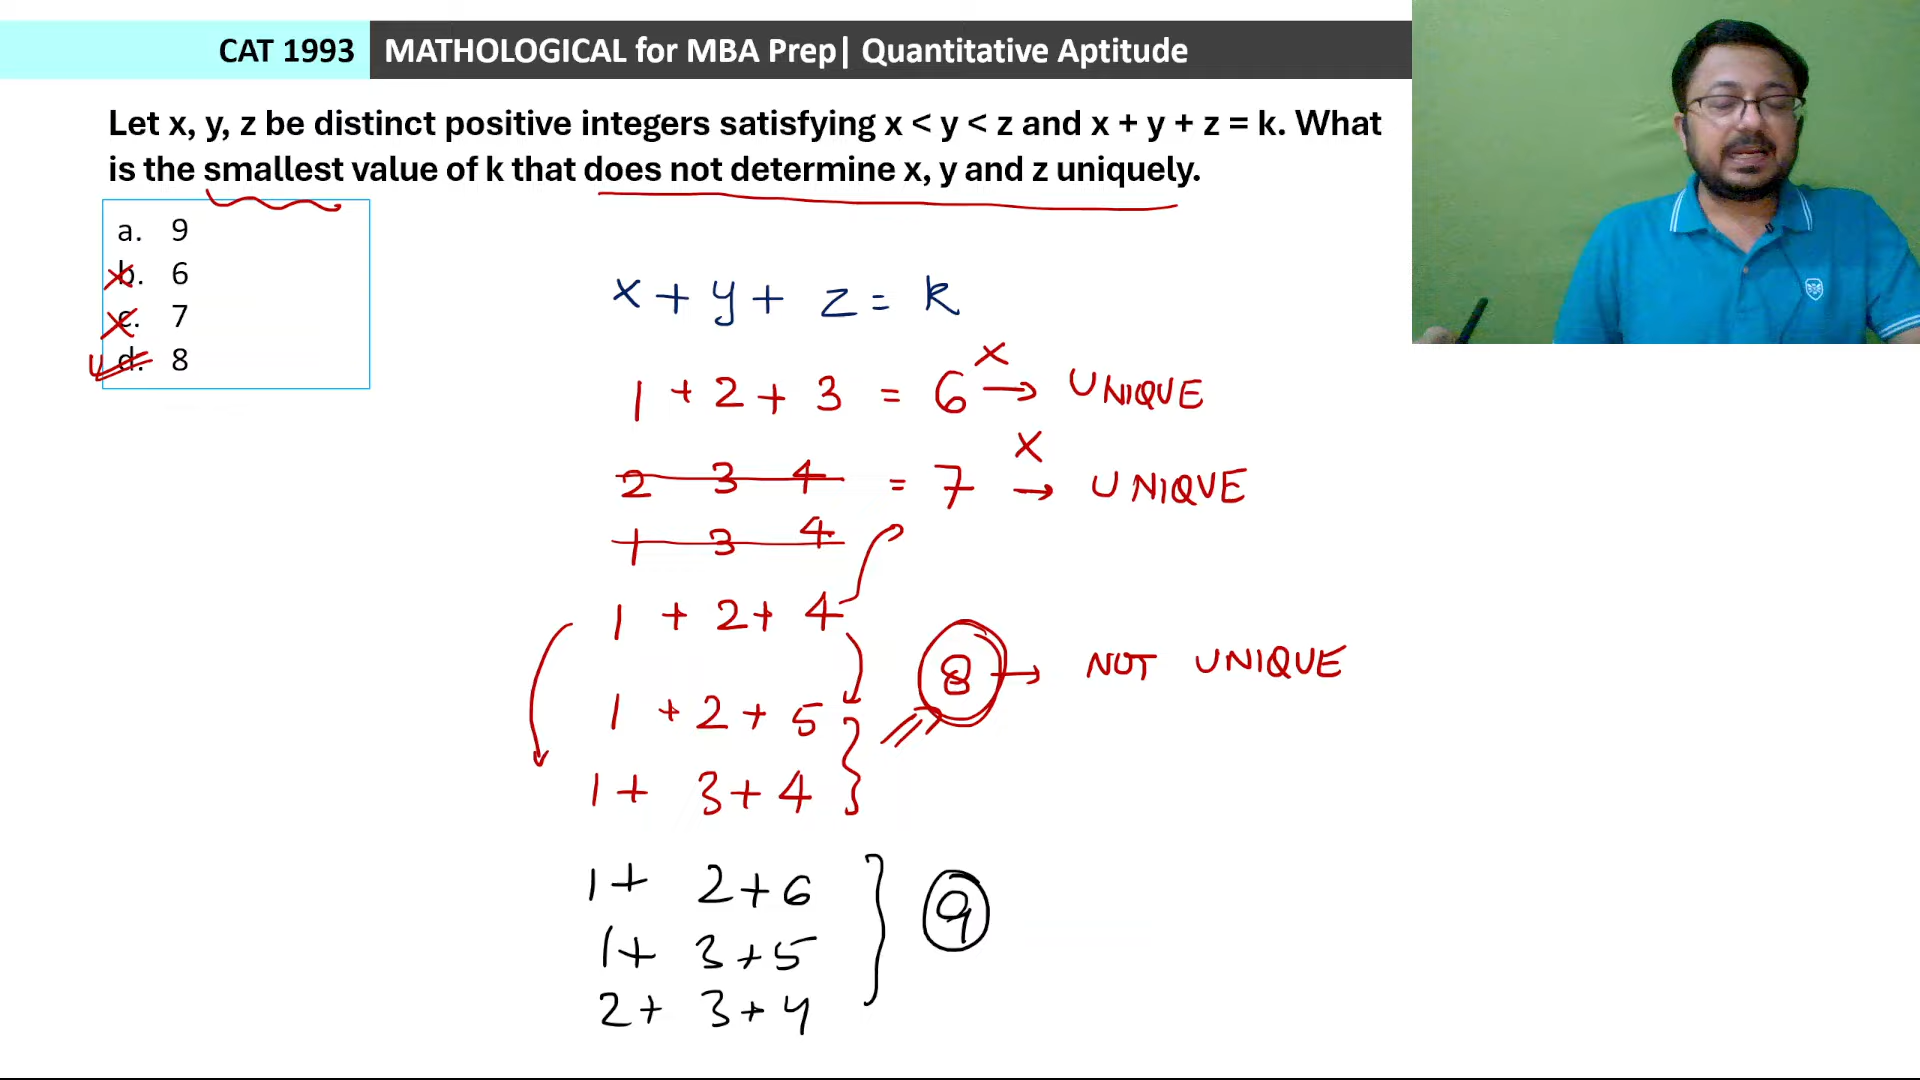 CAT 1993 MATHOLOGICAL for MBA Prep| Quantitative Aptitude
Let x, y, z be distinct positive integers satisfying x < y < z and x + y + z = k. What
is the smallest value of k that does not determine x, y and z uniquely.
a. 9
b. 6
c. 7
d. 8
x + y + z = k
x
1 + 2 + 3 = 6 → UNIQUE
x
2 3 4 = 7 → UNIQUE
1 3 4
1 + 2 + 4
8 → NOT UNIQUE
1 + 2 + 5
1 + 3 + 4
1 + 2 + 6
9
1 + 3 + 5
2 + 3 + 4